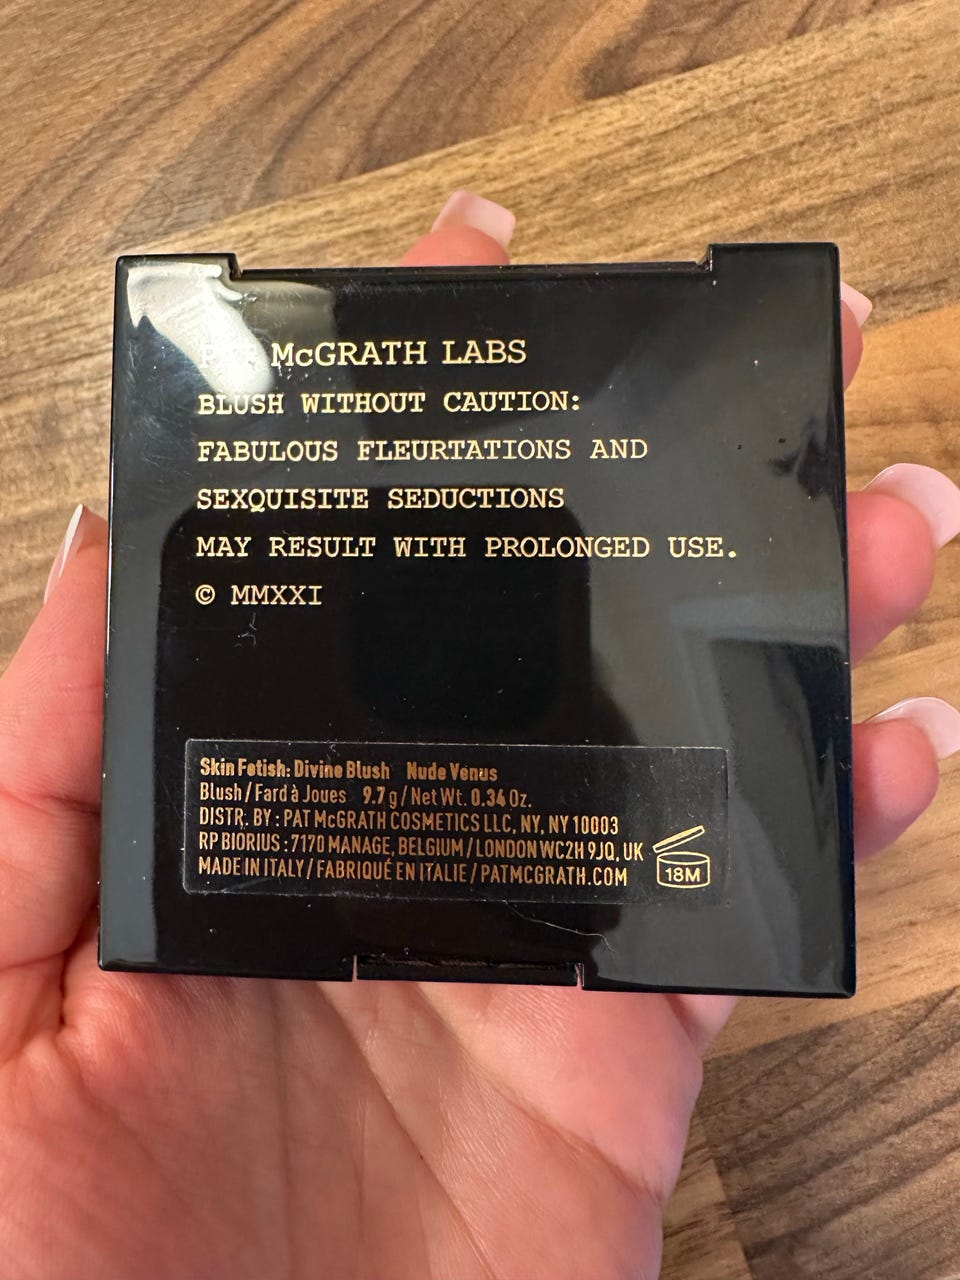 PAT McGRATH LABS
BLUSH WITHOUT CAUTION:
FABULOUS FLEURTATIONS AND
SEXQUISITE SEDUCTIONS
MAY RESULT WITH PROLONGED USE.
© MMXXI
Skin Fetish: Divine Blush Nude Venus
Blush / Fard à Joues 9.7 g / Net Wt. 0.34 Oz.
DISTR. BY : PAT McGRATH COSMETICS LLC, NY, NY 10003
RP BIORIUS : 7170 MANAGE, BELGIUM / LONDON WC2H 9JQ, UK
MADE IN ITALY / FABRIQUÉ EN ITALIE / PATMCGRATH.COM
18M